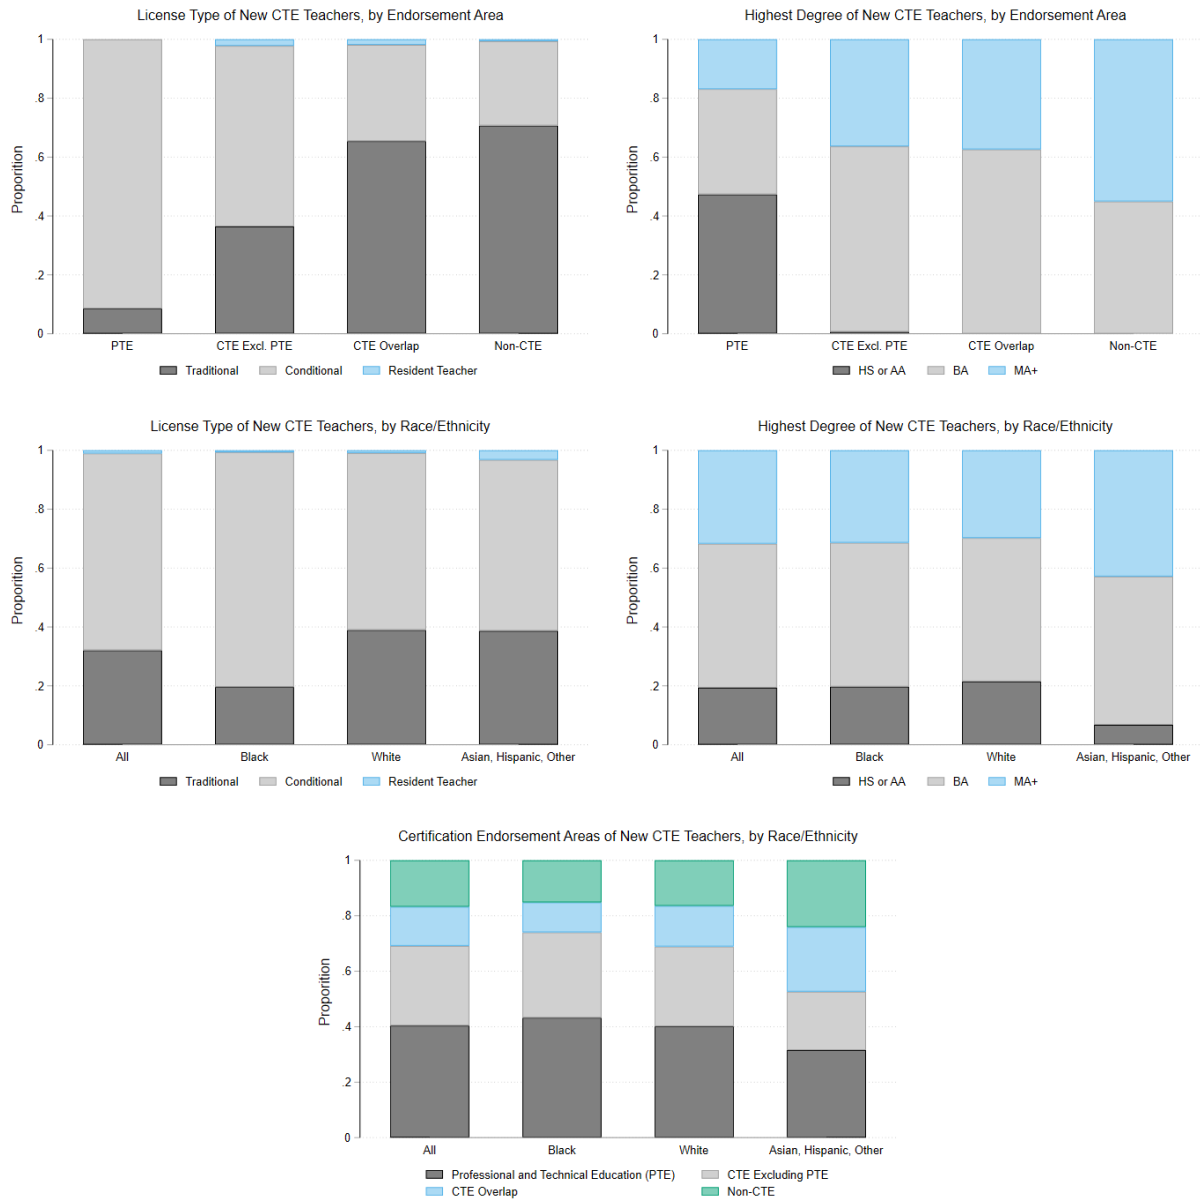 License Type of New CTE Teachers, by Endorsement Area
Proportion
1
.8
.6
.4
.2
0
PTE CTE Excl. PTE CTE Overlap Non-CTE
Traditional Conditional Resident Teacher
Highest Degree of New CTE Teachers, by Endorsement Area
Proportion
1
.8
.6
.4
.2
0
PTE CTE Excl. PTE CTE Overlap Non-CTE
HS or AA BA MA+
License Type of New CTE Teachers, by Race/Ethnicity
Proportion
1
.8
.6
.4
.2
0
All Black White Asian, Hispanic, Other
Traditional Conditional Resident Teacher
Highest Degree of New CTE Teachers, by Race/Ethnicity
Proportion
1
.8
.6
.4
.2
0
All Black White Asian, Hispanic, Other
HS or AA BA MA+
Certification Endorsement Areas of New CTE Teachers, by Race/Ethnicity
Proportion
1
.8
.6
.4
.2
0
All Black White Asian, Hispanic, Other
Professional and Technical Education (PTE) CTE Excluding PTE
CTE Overlap Non-CTE